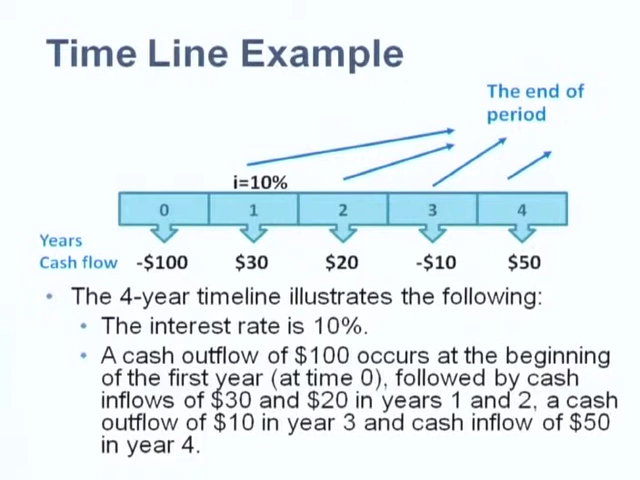 Time Line Example
The end of
period
i=10%
0 1 2 3 4
Years
Cash flow -$100 $30 $20 -$10 $50
• The 4-year timeline illustrates the following:
• The interest rate is 10%.
• A cash outflow of $100 occurs at the beginning
of the first year (at time 0), followed by cash
inflows of $30 and $20 in years 1 and 2, a cash
outflow of $10 in year 3 and cash inflow of $50
in year 4.